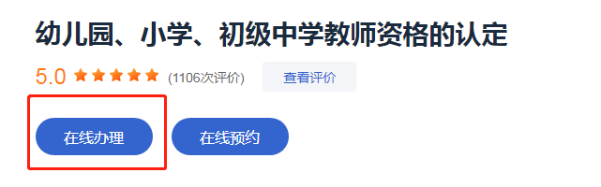 幼儿园、小学、初级中学教师资格的认定
5.0 (1106次评价) 查看评价
在线办理 在线预约